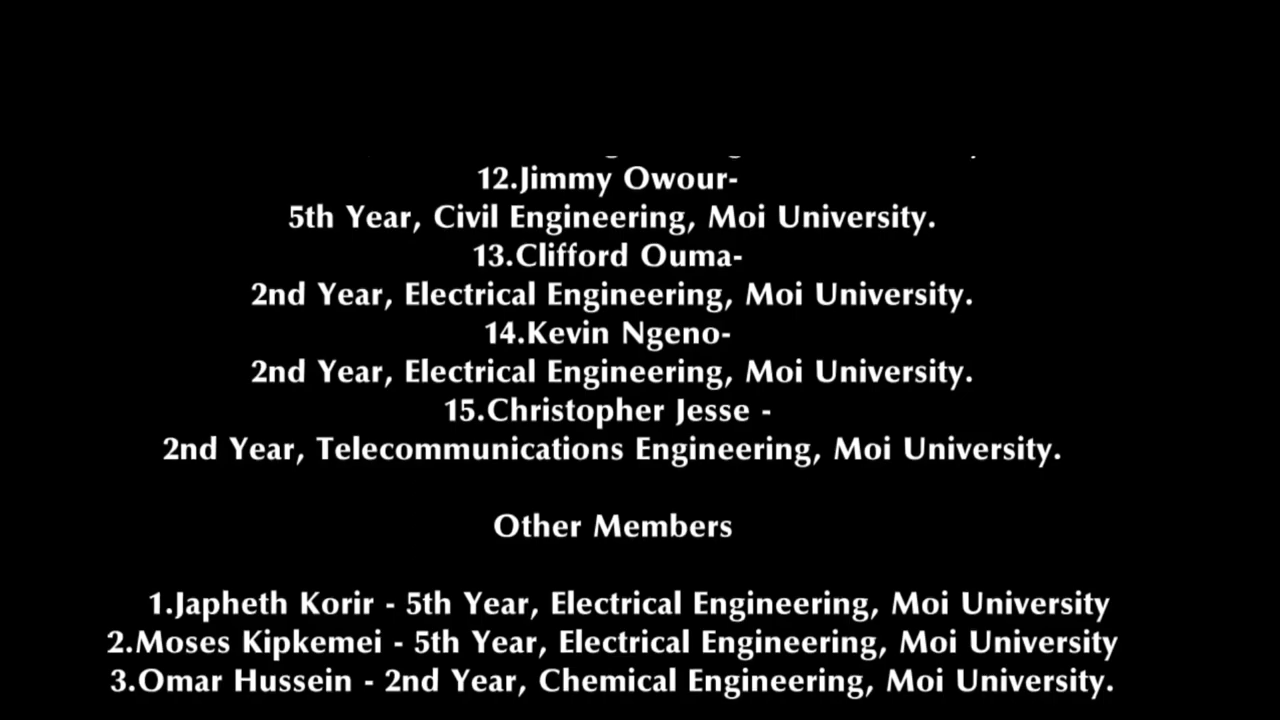 12.Jimmy Owour-
5th Year, Civil Engineering, Moi University.
13.Clifford Ouma-
2nd Year, Electrical Engineering, Moi University.
14.Kevin Ngeno-
2nd Year, Electrical Engineering, Moi University.
15.Christopher Jesse -
2nd Year, Telecommunications Engineering, Moi University.
Other Members
1.Japheth Korir - 5th Year, Electrical Engineering, Moi University
2.Moses Kipkemei - 5th Year, Electrical Engineering, Moi University
3.Omar Hussein - 2nd Year, Chemical Engineering, Moi University.